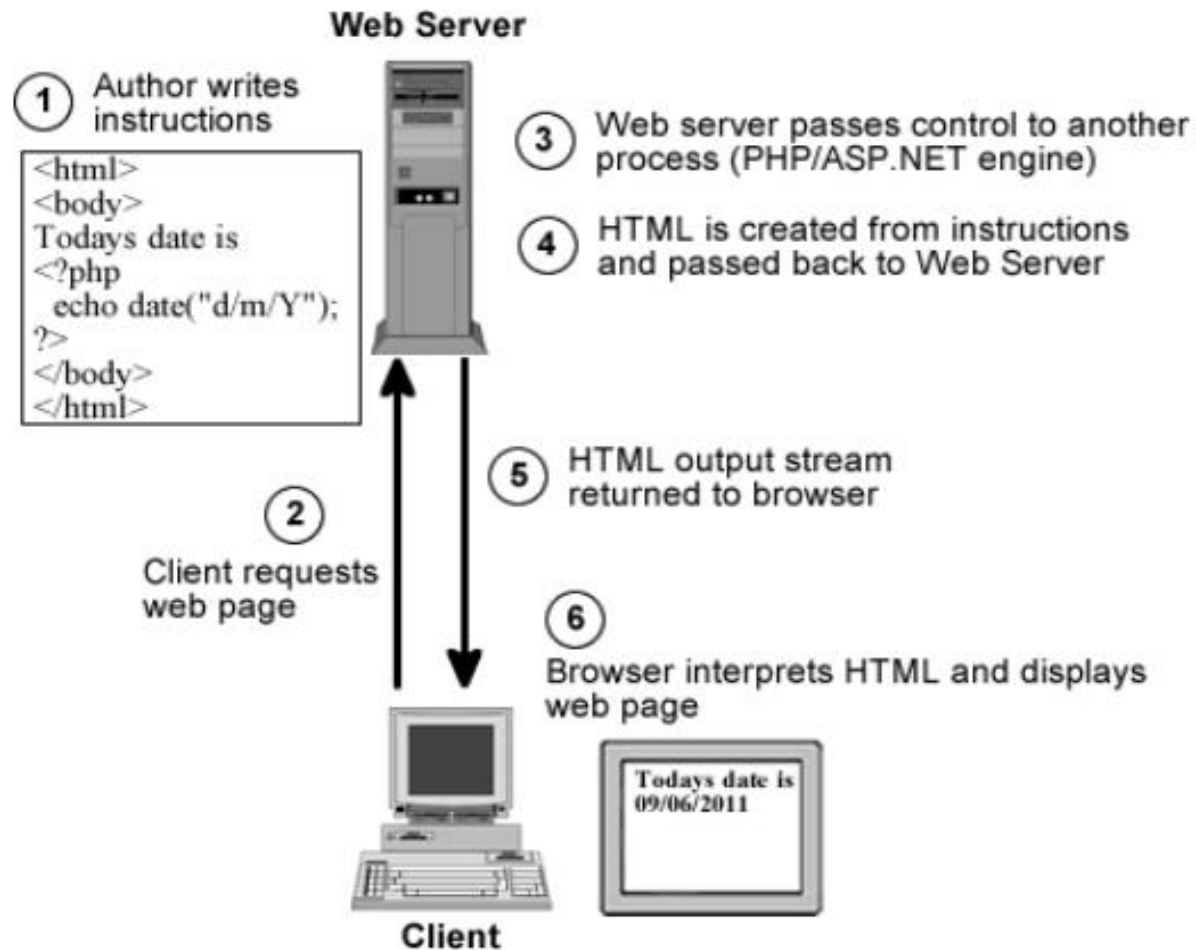 Web Server
1
Author writes
instructions
<html>
<body>
Todays date is
<?php
echo date("d/m/Y");
?>
</body>
</html>
3
Web server passes control to another
process (PHP/ASP.NET engine)
4
HTML is created from instructions
and passed back to Web Server
5
HTML output stream
returned to browser
2
Client requests
web page
6
Browser interprets HTML and displays
web page
Todays date is
09/06/2011
Client